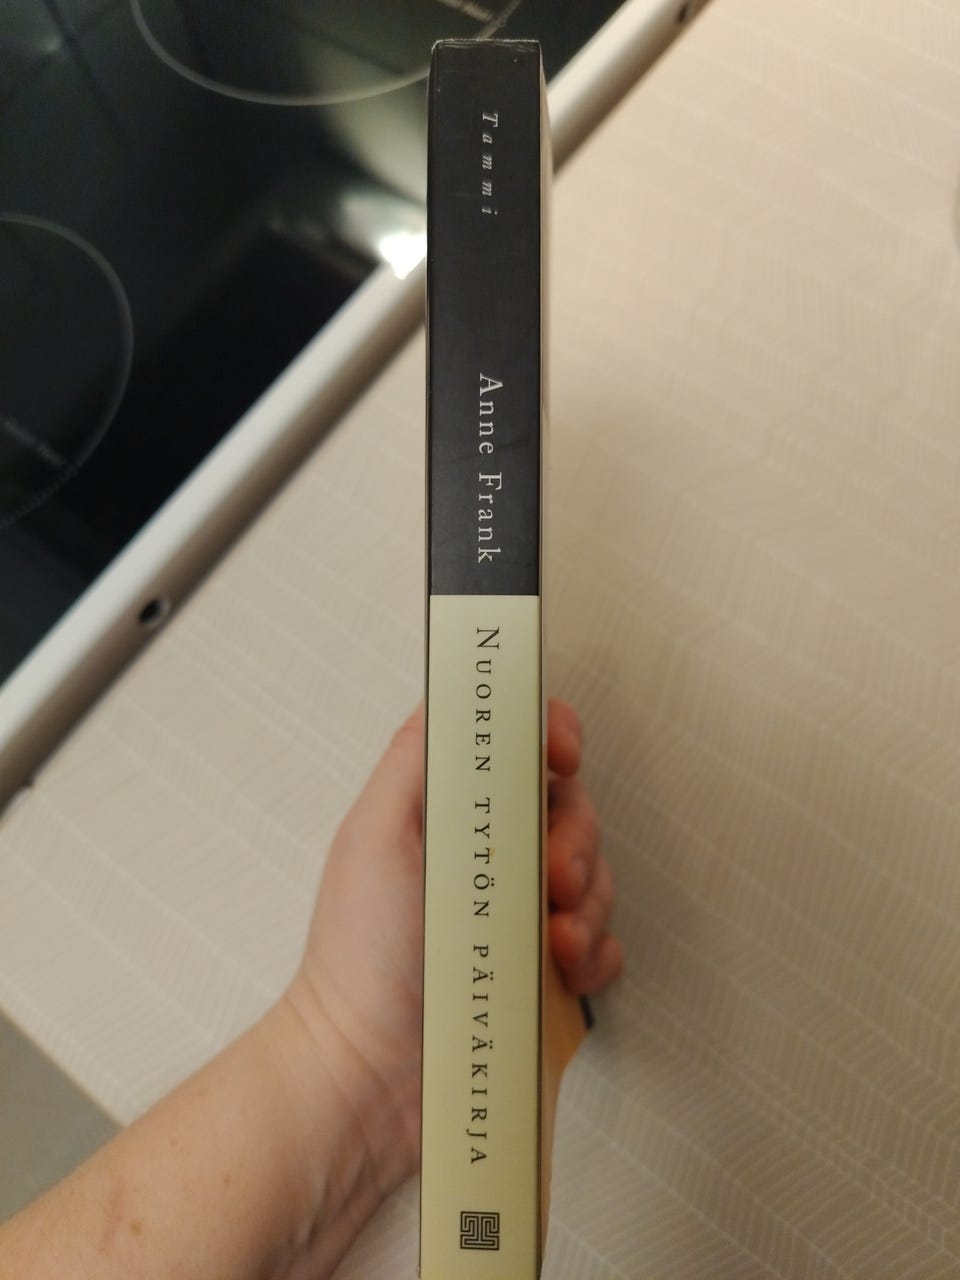 Tammi
Anne Frank
NUOREN TYTÖN PÄIVÄKIRJA